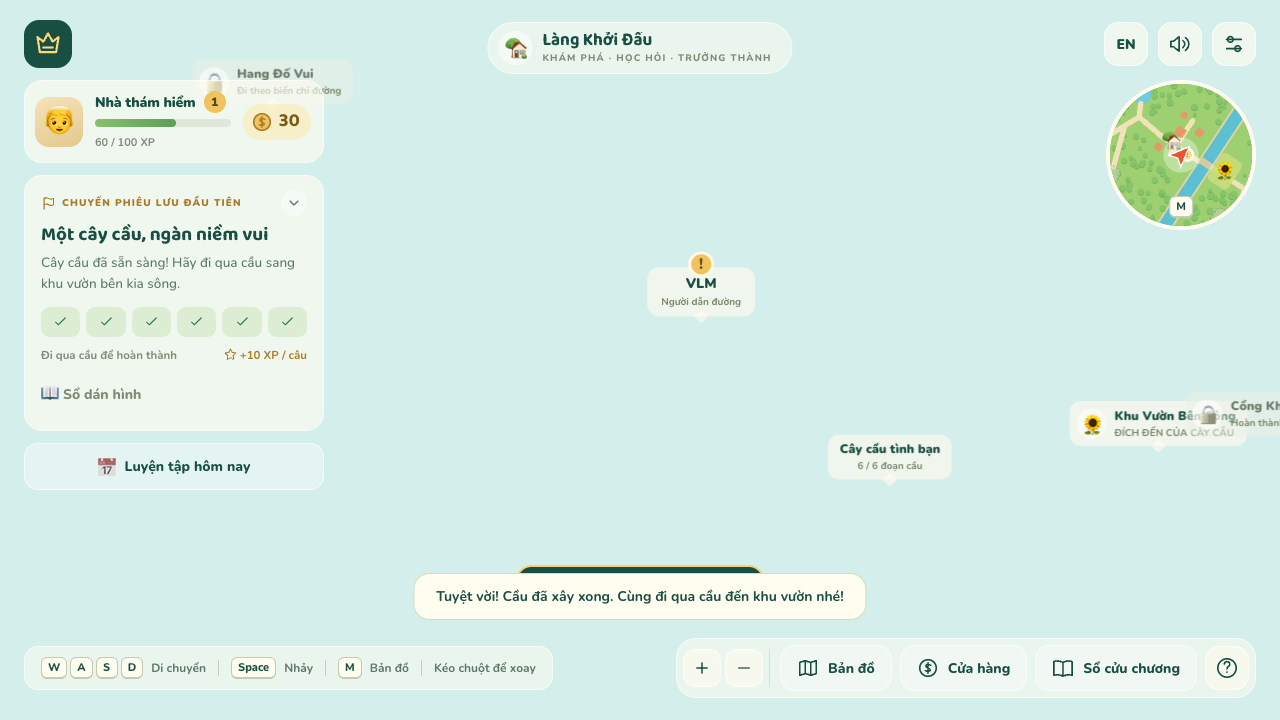 Làng Khởi Đầu
KHÁM PHÁ · HỌC HỎI · TRƯỞNG THÀNH
EN
Hang Đố Vui
Đi theo biển chỉ đường
Nhà thám hiểm 1
30
60 / 100 XP
CHUYẾN PHIÊU LƯU ĐẦU TIÊN
Một cây cầu, ngàn niềm vui
Cây cầu đã sẵn sàng! Hãy đi qua cầu sang
khu vườn bên kia sông.
Đi qua cầu để hoàn thành
+10 XP / câu
Sổ dán hình
Luyện tập hôm nay
M
!
VLM
Người dẫn đường
Cây cầu tình bạn
6 / 6 đoạn cầu
Khu Vườn Bên
ĐÍCH ĐẾN CỦA CÂY CẦU
Cổng
Hoàn
Tuyệt vời! Cầu đã xây xong. Cùng đi qua cầu đến khu vườn nhé!
W A S D Di chuyển
Space Nhảy
M Bản đồ
Kéo chuột để xoay
+ −
Bản đồ
Cửa hàng
Sổ cửu chương
?